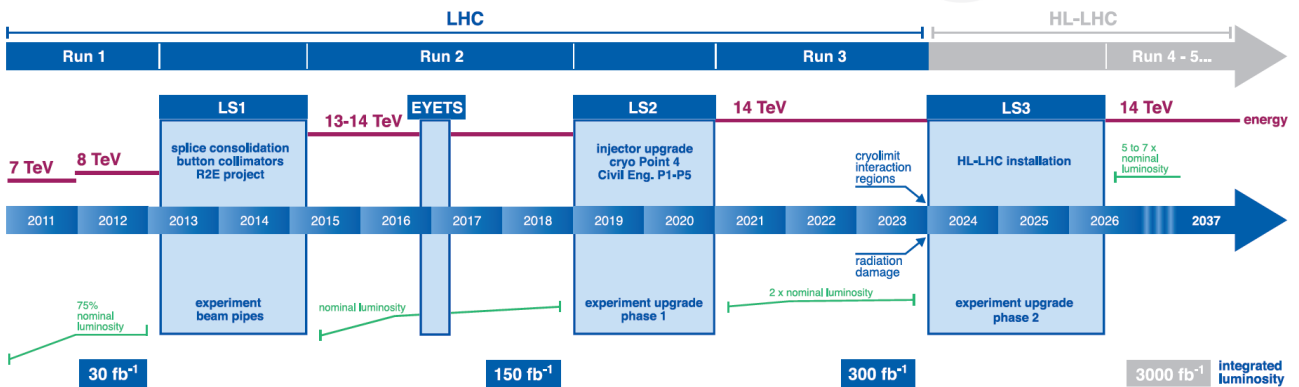 LHC
HL-LHC
Run 1
Run 2
Run 3
Run 4 - 5...
LS1
EYETS
LS2
LS3
14 TeV
14 TeV
energy
13-14 TeV
7 TeV
8 TeV
splice consolidation
button collimators
R2E project
injector upgrade
cryo Point 4
Civil Eng. P1-P5
cryolimit
interaction
regions
HL-LHC installation
5 to 7 x
nominal
luminosity
2011 2012 2013 2014 2015 2016 2017 2018 2019 2020 2021 2022 2023 2024 2025 2026 2037
radiation
damage
75%
nominal
luminosity
experiment
beam pipes
nominal luminosity
experiment upgrade
phase 1
2 x nominal luminosity
experiment upgrade
phase 2
30 fb⁻¹
150 fb⁻¹
300 fb⁻¹
3000 fb⁻¹
integrated
luminosity